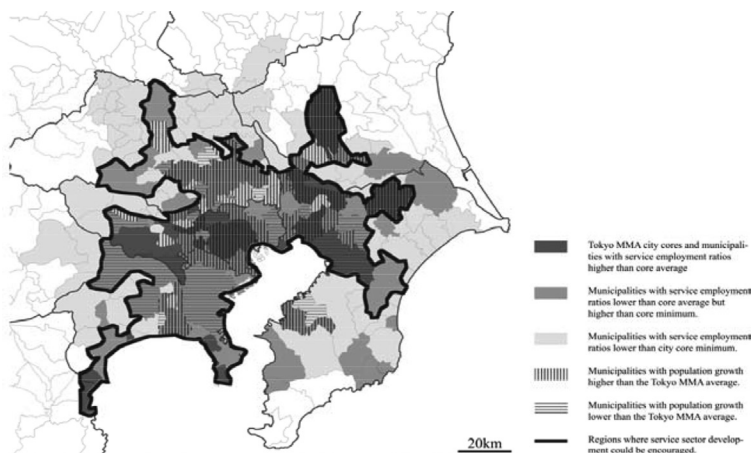 Tokyo MMA city cores and municipali-
ties with service employment ratios
higher than core average
Municipalities with service employment
ratios lower than core average but
higher than core minimum.
Municipalities with service employment
ratios lower than city core minimum.
Municipalities with population growth
higher than the Tokyo MMA average.
Municipalities with population growth
lower than the Tokyo MMA average.
20km
Regions where service sector develop-
ment could be encouraged.